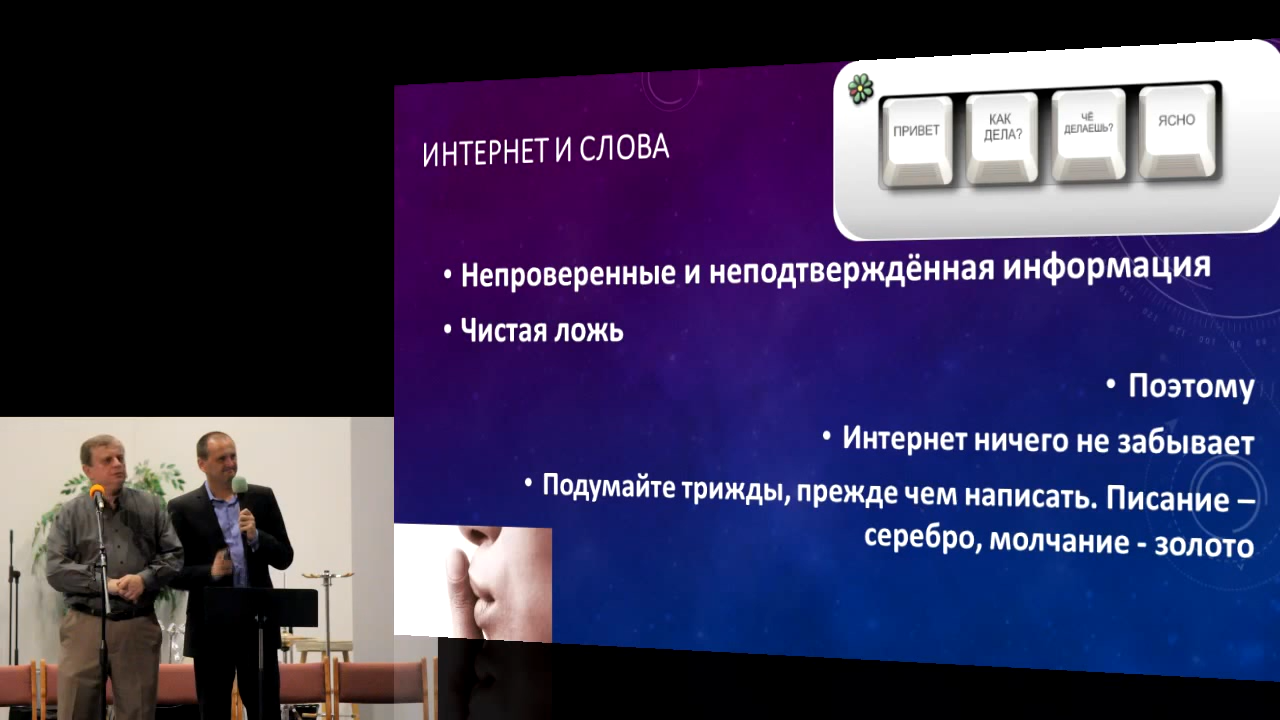 ПРИВЕТ
КАК
ДЕЛА?
ЧЁ
ДЕЛАЕШЬ?
ЯСНО
ИНТЕРНЕТ И СЛОВА
• Непроверенные и неподтверждённая информация
• Чистая ложь
• Поэтому
• Интернет ничего не забывает
• Подумайте трижды, прежде чем написать. Писание –
серебро, молчание - золото